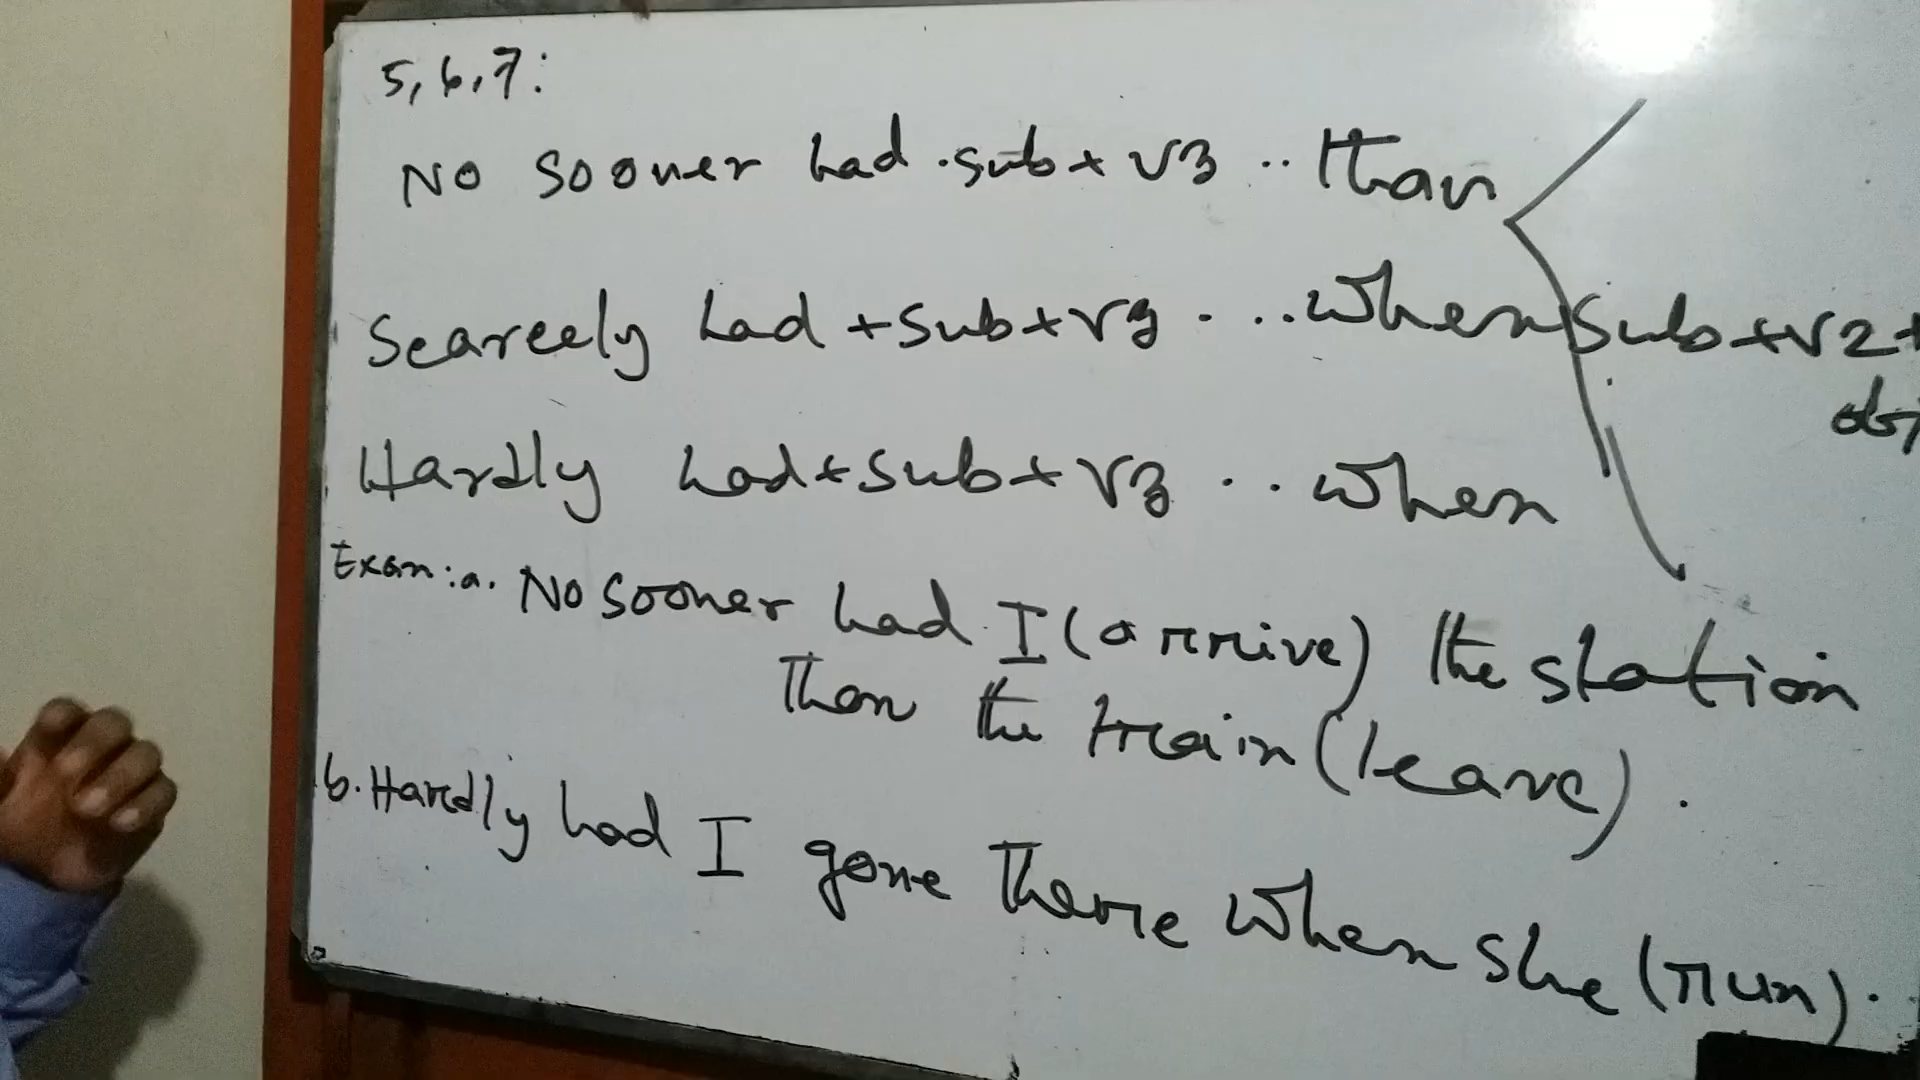 5, 6, 7:
No sooner had . sub + V3 .. than
Scarcely had + sub + V3 . ... when sub + V2 +
obj
Hardly had + sub + V3 ... when
Exam: a. No sooner had I (arrive) the station
than the train (leave).
b. Hardly had I gone there when she (run).